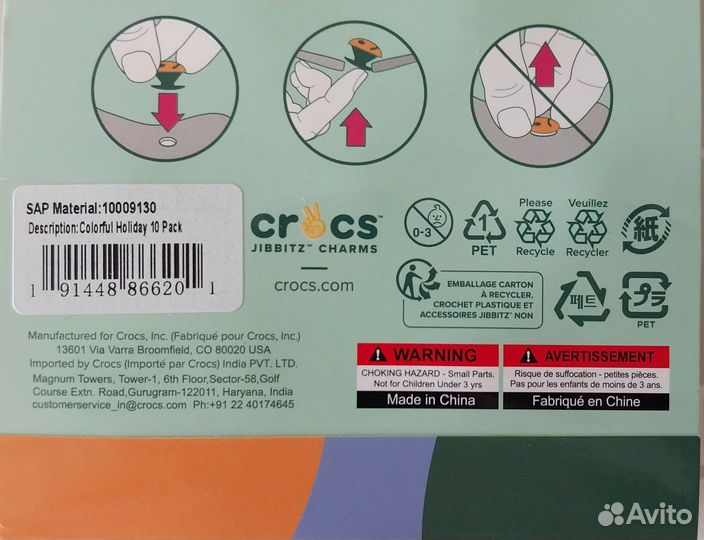 SAP Material:10009130
Description:Colorful Holiday 10 Pack
1 91448 86620 1
crocs™
JIBBITZ™ CHARMS
crocs.com
0-3
1
PET
Please
Recycle
Recycle
Veuillez
Recycler
紙
EMBALLAGE CARTON
À RECYCLER.
CROCHET PLASTIQUE ET
ACCESSOIRES JIBBITZ™ NON
페트
プラ
PET
Manufactured for Crocs, Inc. (Fabriqué pour Crocs, Inc.)
13601 Via Varra Broomfield, CO 80020 USA
Imported by Crocs (Importé par Crocs) India PVT. LTD.
Magnum Towers, Tower-1, 6th Floor,Sector-58,Golf
Course Extn. Road,Gurugram-122011, Haryana, India
customerservice_in@crocs.com Ph:+91 22 40174645
WARNING
CHOKING HAZARD - Small Parts.
Not for Children Under 3 yrs
Made in China
AVERTISSEMENT
Risque de suffocation - petites pièces.
Pas pour les enfants de moins de 3 ans.
Fabriqué en Chine
Avito